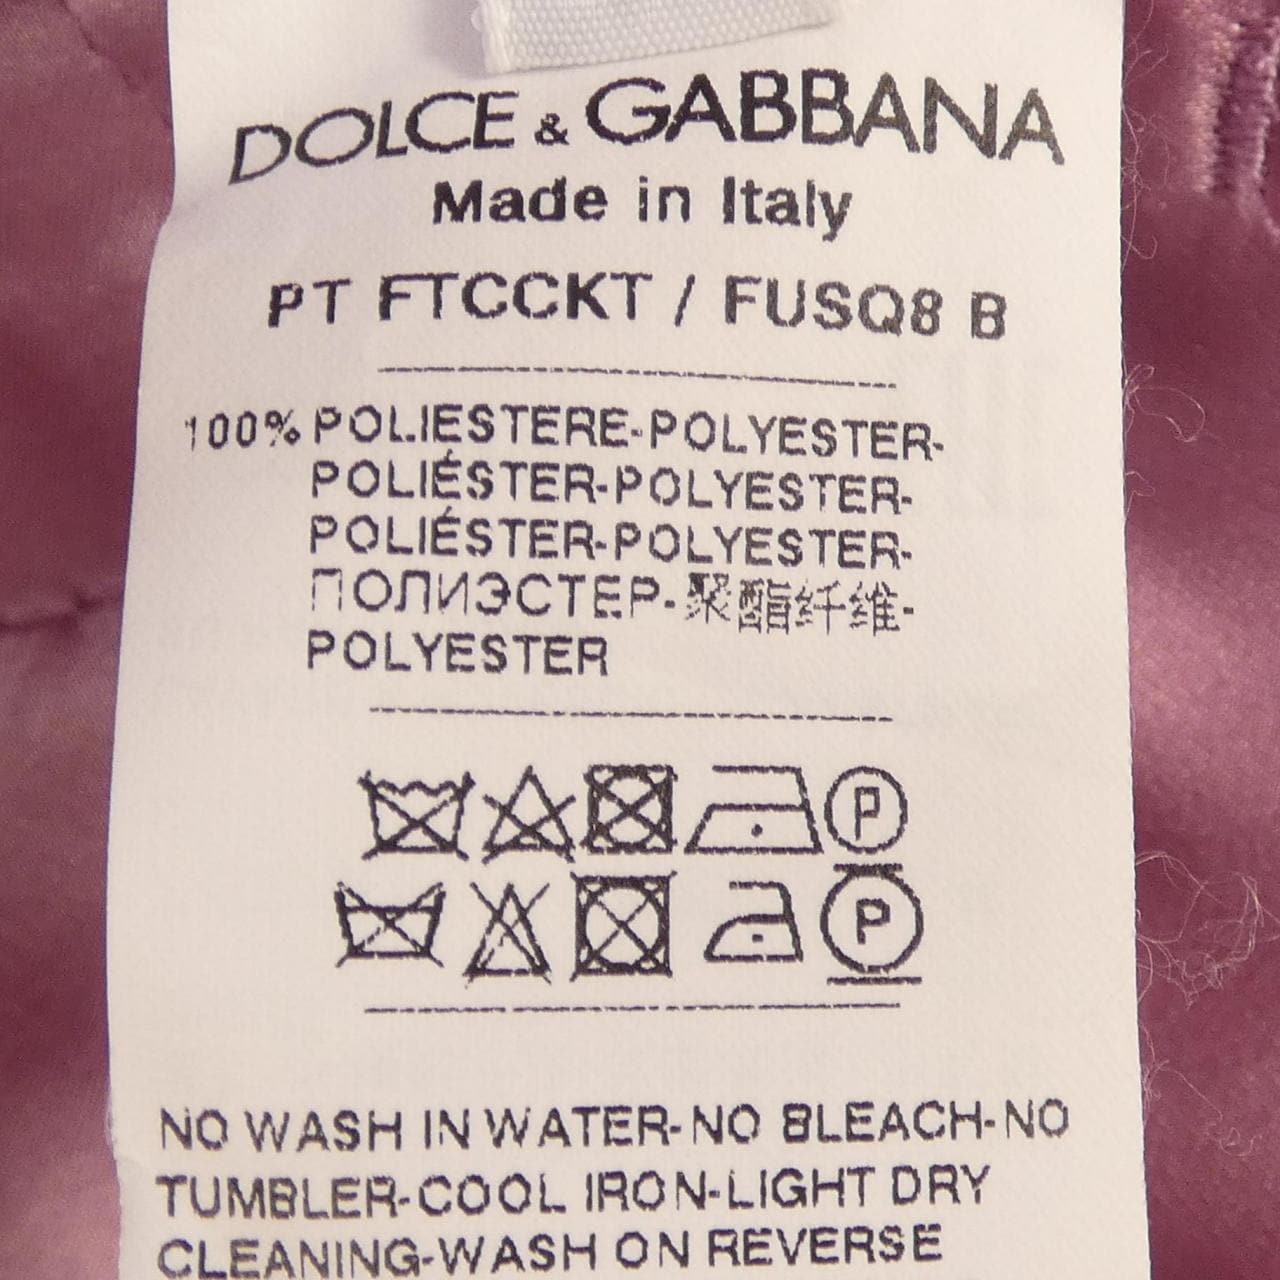 DOLCE & GABBANA
Made in Italy
PT FTCCKT / FUSQ8 B
100% POLIESTERE-POLYESTER-
POLIÉSTER-POLYESTER-
POLIÉSTER-POLYESTER-
ПОЛИЭСТЕР-聚酯纤维-
POLYESTER
P
P
NO WASH IN WATER-NO BLEACH-NO
TUMBLER-COOL IRON-LIGHT DRY
CLEANING-WASH ON REVERSE